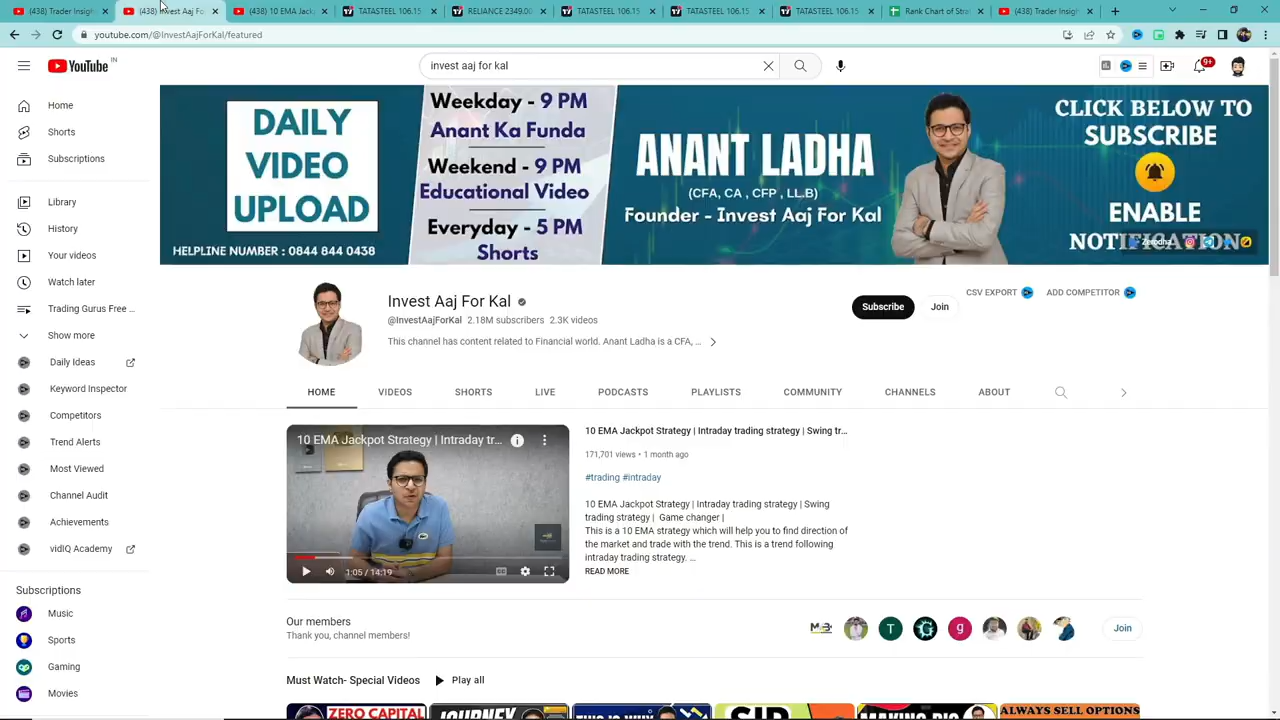 (438) Trader Insig
(438) Invest Aaj Fo
(438) 10 EMA Jack
TATASTEEL 106.15
RELIANCE 2349.00
TATASTEEL 106.15
TATASTEEL 106.15
TATASTEEL 106.15
Rank Chart of Stra
(438) Trader Insig
youtube.com/@InvestAajForKal/featured
YouTube IN
invest aaj for kal
9+
Home
Shorts
Subscriptions
Library
History
Your videos
Watch later
Trading Gurus Free ...
Show more
Daily Ideas
Keyword Inspector
Competitors
Trend Alerts
Most Viewed
Channel Audit
Achievements
vidIQ Academy
Subscriptions
Music
Sports
Gaming
Movies
DAILY
VIDEO
UPLOAD
HELPLINE NUMBER : 0844 844 0438
Weekday - 9 PM
Anant Ka Funda
Weekend - 9 PM
Educational Video
Everyday - 5 PM
Shorts
ANANT LADHA
(CFA, CA , CFP , LL.B)
Founder - Invest Aaj For Kal
CLICK BELOW TO
SUBSCRIBE
ENABLE
NOTIFICATION
Zerodha
Invest Aaj For Kal
@InvestAajForKal 2.18M subscribers 2.3K videos
This channel has content related to Financial world. Anant Ladha is a CFA, ...
Subscribe
Join
CSV EXPORT
ADD COMPETITOR
HOME
VIDEOS
SHORTS
LIVE
PODCASTS
PLAYLISTS
COMMUNITY
CHANNELS
ABOUT
10 EMA Jackpot Strategy | Intraday tr...
1:05 / 14:19
10 EMA Jackpot Strategy | Intraday trading strategy | Swing tr...
171,701 views • 1 month ago
#trading #intraday
10 EMA Jackpot Strategy | Intraday trading strategy | Swing
trading strategy | Game changer |
This is a 10 EMA strategy which will help you to find direction of
the market and trade with the trend. This is a trend following
intraday trading strategy. ...
READ MORE
Our members
Thank you, channel members!
T
g
Join
Must Watch- Special Videos
Play all
ZERO CAPITAL
JOURNEY
THIS IS WHY
SIP
MAKING BIG
ALWAYS SELL OPTIONS